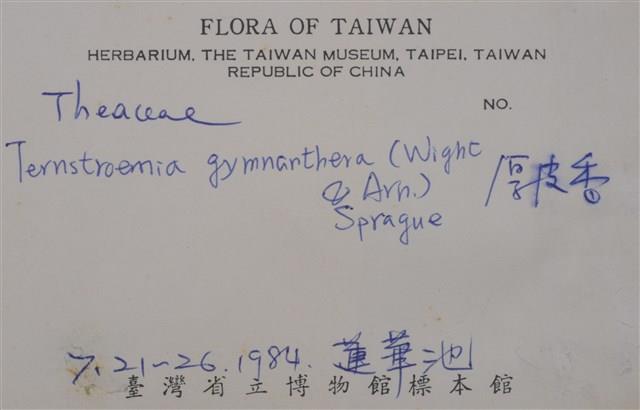 FLORA OF TAIWAN
HERBARIUM, THE TAIWAN MUSEUM, TAIPEI, TAIWAN
REPUBLIC OF CHINA
Theaceae
NO.
Ternstroemia gymnanthera (Wight
& Arn.)
Sprague
厚皮香
7. 21~26. 1984. 蓮華池
臺灣省立博物館標本館